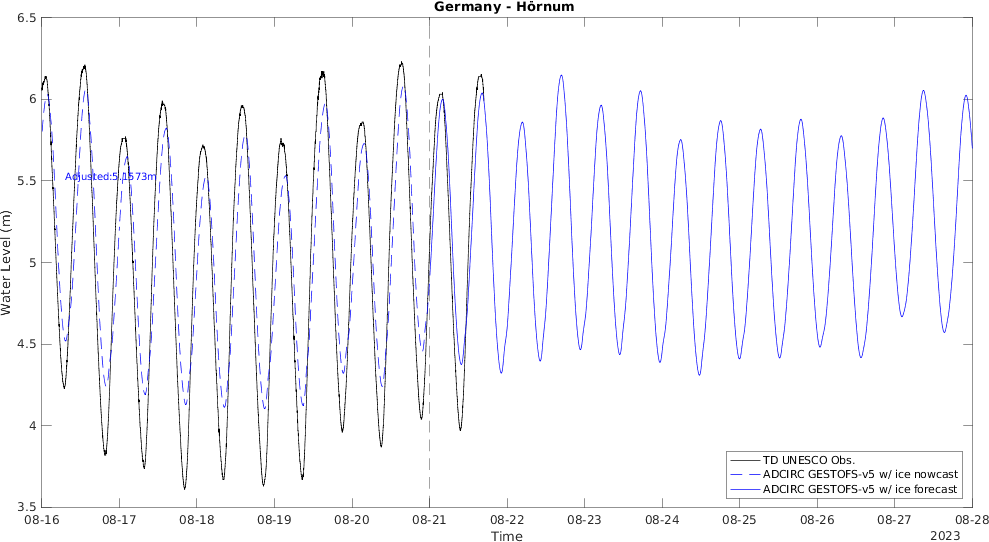 Germany - Hörnum
6.5
6
5.5
5
4.5
4
3.5
Water Level (m)
Adjusted:5.1573m
TD UNESCO Obs.
ADCIRC GESTOFS-v5 w/ ice nowcast
ADCIRC GESTOFS-v5 w/ ice forecast
08-16 08-17 08-18 08-19 08-20 08-21 08-22 08-23 08-24 08-25 08-26 08-27 08-28
Time
2023